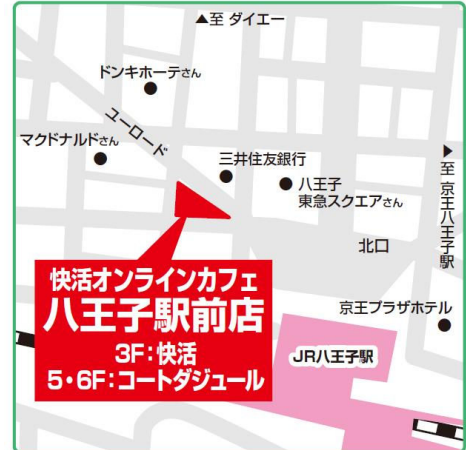 ▲至 ダイエー
ドンキホーテさん
ユーロード
マクドナルドさん
三井住友銀行
八王子
東急スクエアさん
▶至 京王八王子駅
北口
快活オンラインカフェ
八王子駅前店
3F:快活
5・6F:コートダジュール
京王プラザホテル
JR八王子駅